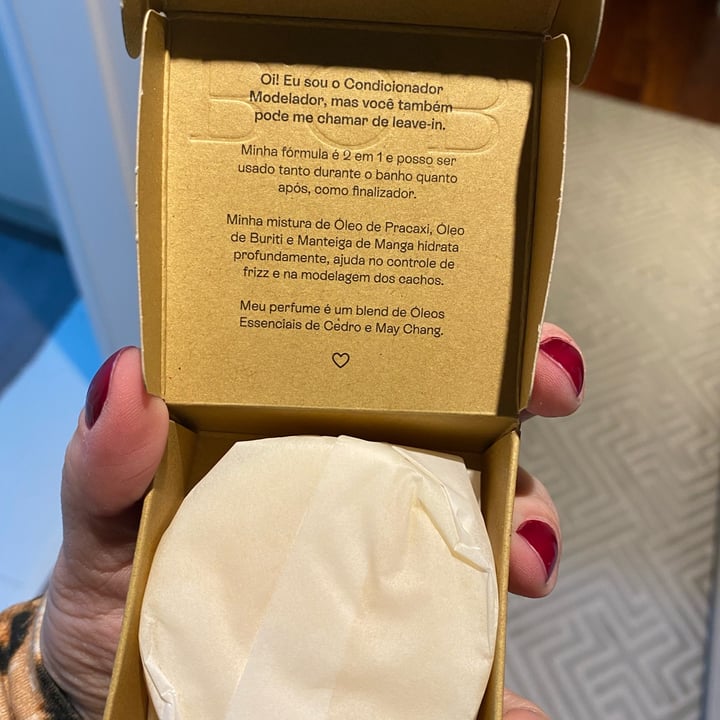 Oi! Eu sou o Condicionador
Modelador, mas você também
pode me chamar de leave-in.
Minha fórmula é 2 em 1 e posso ser
usado tanto durante o banho quanto
após, como finalizador.
Minha mistura de Óleo de Pracaxi, Óleo
de Buriti e Manteiga de Manga hidrata
profundamente, ajuda no controle de
frizz e na modelagem dos cachos.
Meu perfume é um blend de Óleos
Essenciais de Cedro e May Chang.